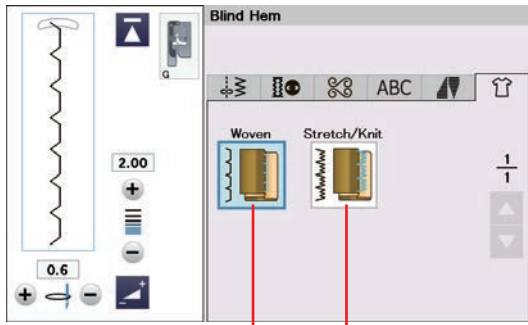 Blind Hem
G
ABC
Woven Stretch/Knit
2.00
1
1
0.6